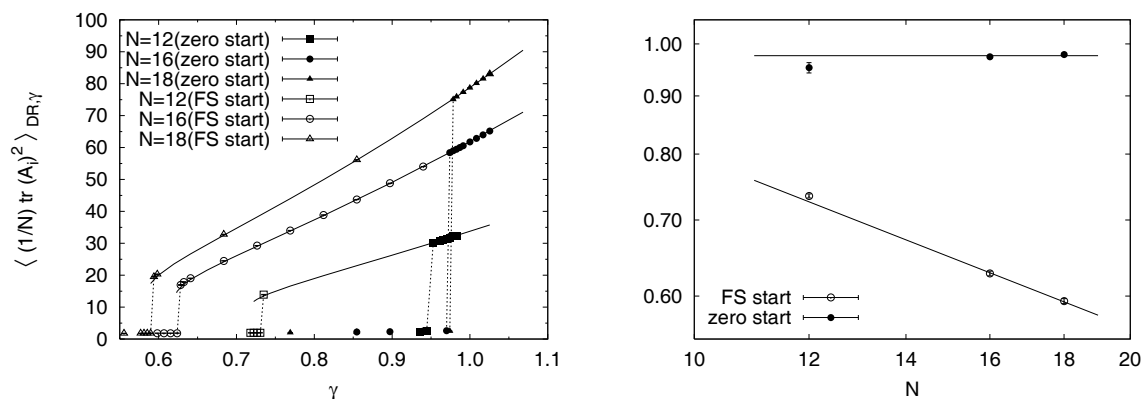 100
90
80
70
60
50
40
30
20
10
0
⟨ (1/N) tr (A_i)^2 ⟩_DR,γ
N=12(zero start)
N=16(zero start)
N=18(zero start)
N=12(FS start)
N=16(FS start)
N=18(FS start)
0.6 0.7 0.8 0.9 1.0 1.1
γ
1.00
0.90
0.80
0.70
0.60
FS start
zero start
10 12 14 16 18 20
N